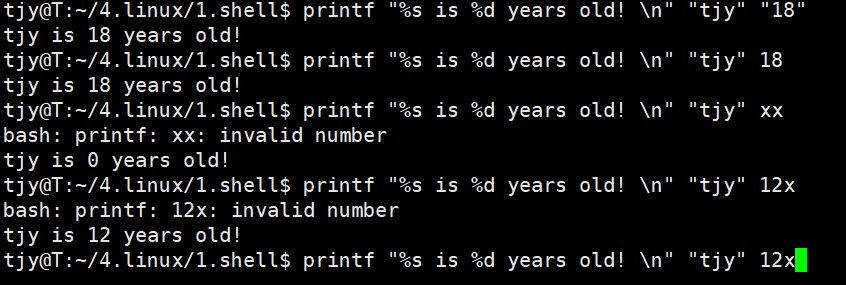 tjy@T:~/4.linux/1.shell$ printf "%s is %d years old! \n" "tjy" "18"
tjy is 18 years old!
tjy@T:~/4.linux/1.shell$ printf "%s is %d years old! \n" "tjy" 18
tjy is 18 years old!
tjy@T:~/4.linux/1.shell$ printf "%s is %d years old! \n" "tjy" xx
bash: printf: xx: invalid number
tjy is 0 years old!
tjy@T:~/4.linux/1.shell$ printf "%s is %d years old! \n" "tjy" 12x
bash: printf: 12x: invalid number
tjy is 12 years old!
tjy@T:~/4.linux/1.shell$ printf "%s is %d years old! \n" "tjy" 12x